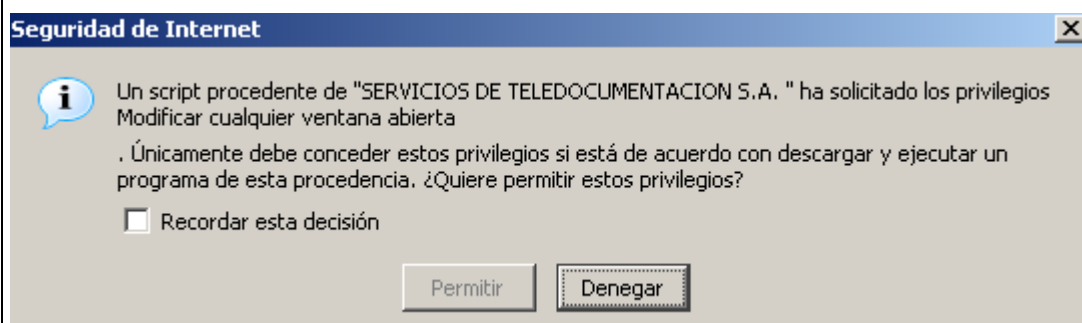 Seguridad de Internet
Un script procedente de "SERVICIOS DE TELEDOCUMENTACION S.A. " ha solicitado los privilegios
Modificar cualquier ventana abierta
. Únicamente debe conceder estos privilegios si está de acuerdo con descargar y ejecutar un
programa de esta procedencia. ¿Quiere permitir estos privilegios?
Recordar esta decisión
Permitir Denegar